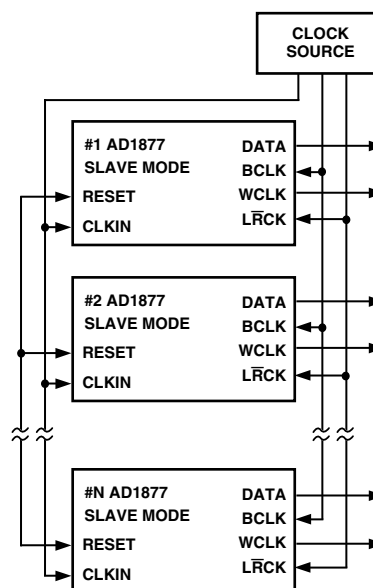 CLOCK
SOURCE
#1 AD1877
SLAVE MODE
RESET
CLKIN
DATA
BCLK
WCLK
LR̅CK
#2 AD1877
SLAVE MODE
RESET
CLKIN
DATA
BCLK
WCLK
LR̅CK
#N AD1877
SLAVE MODE
RESET
CLKIN
DATA
BCLK
WCLK
LR̅CK